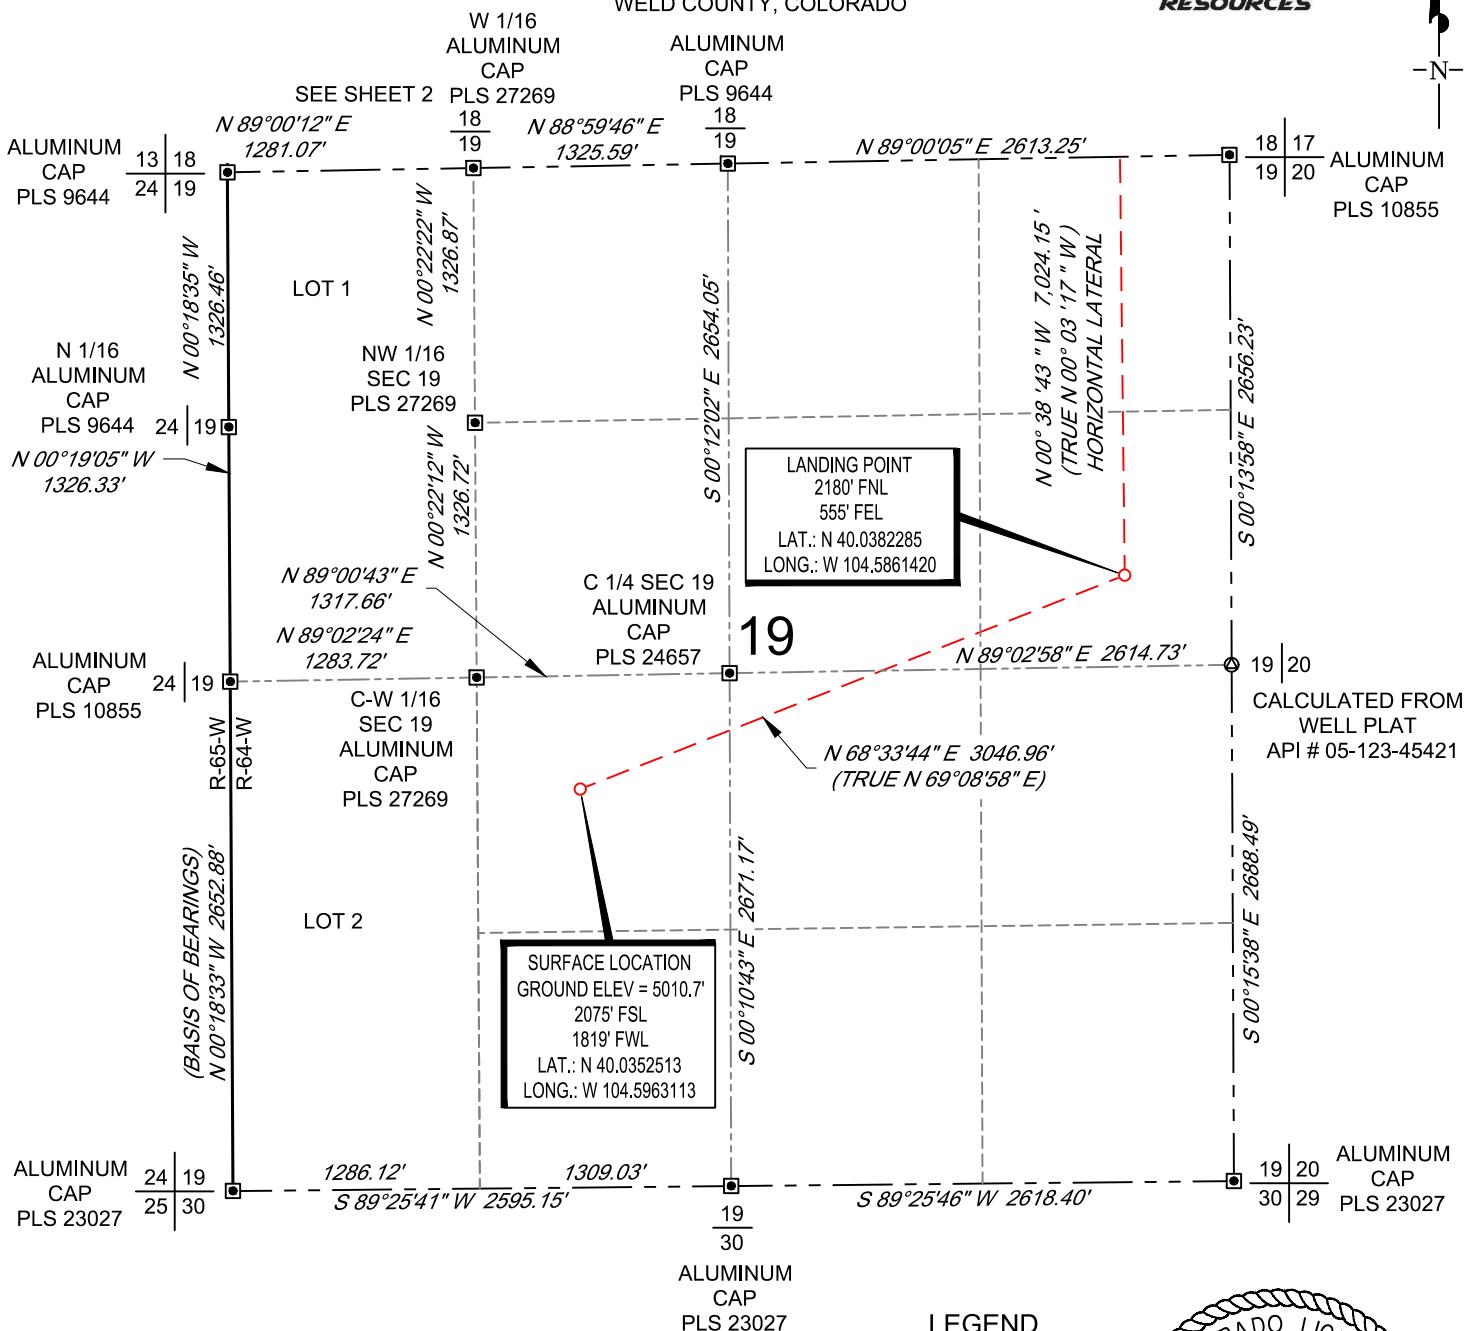 WELD COUNTY, COLORADO
RESOURCES
W 1/16
ALUMINUM
CAP
PLS 27269
ALUMINUM
CAP
PLS 9644
-N-
SEE SHEET 2
18
19
18
19
N 89°00'12" E
1281.07'
N 88°59'46" E
1325.59'
N 89°00'05" E 2613.25'
ALUMINUM
CAP
PLS 9644
13 18
24 19
18 17
19 20
ALUMINUM
CAP
PLS 10855
N 00°18'35" W
1326.46'
LOT 1
N 00°22'22" W
1326.87'
S 00°12'02" E 2654.05'
N 00° 38 '43 " W 7,024.15 '
(TRUE N 00° 03 '17 " W )
HORIZONTAL LATERAL
S 00°13'58" E 2656.23'
N 1/16
ALUMINUM
CAP
PLS 9644
24 19
NW 1/16
SEC 19
PLS 27269
N 00°19'05" W
1326.33'
N 00°22'12" W
1326.72'
LANDING POINT
2180' FNL
555' FEL
LAT.: N 40.0382285
LONG.: W 104.5861420
N 89°00'43" E
1317.66'
N 89°02'24" E
1283.72'
C 1/4 SEC 19
ALUMINUM
CAP
PLS 24657
19
N 89°02'58" E 2614.73'
ALUMINUM
CAP
PLS 10855
24 19
19 20
CALCULATED FROM
WELL PLAT
API # 05-123-45421
C-W 1/16
SEC 19
ALUMINUM
CAP
PLS 27269
R-65-W
R-64-W
N 68°33'44" E 3046.96'
(TRUE N 69°08'58" E)
(BASIS OF BEARINGS)
N 00°18'33" W 2652.88'
LOT 2
S 00°10'43" E 2671.17'
S 00°15'38" E 2688.49'
SURFACE LOCATION
GROUND ELEV = 5010.7'
2075' FSL
1819' FWL
LAT.: N 40.0352513
LONG.: W 104.5963113
ALUMINUM
CAP
PLS 23027
24 19
25 30
1286.12'
1309.03'
S 89°25'41" W 2595.15'
S 89°25'46" W 2618.40'
19 20
30 29
ALUMINUM
CAP
PLS 23027
19
30
ALUMINUM
CAP
PLS 23027
LEGEND